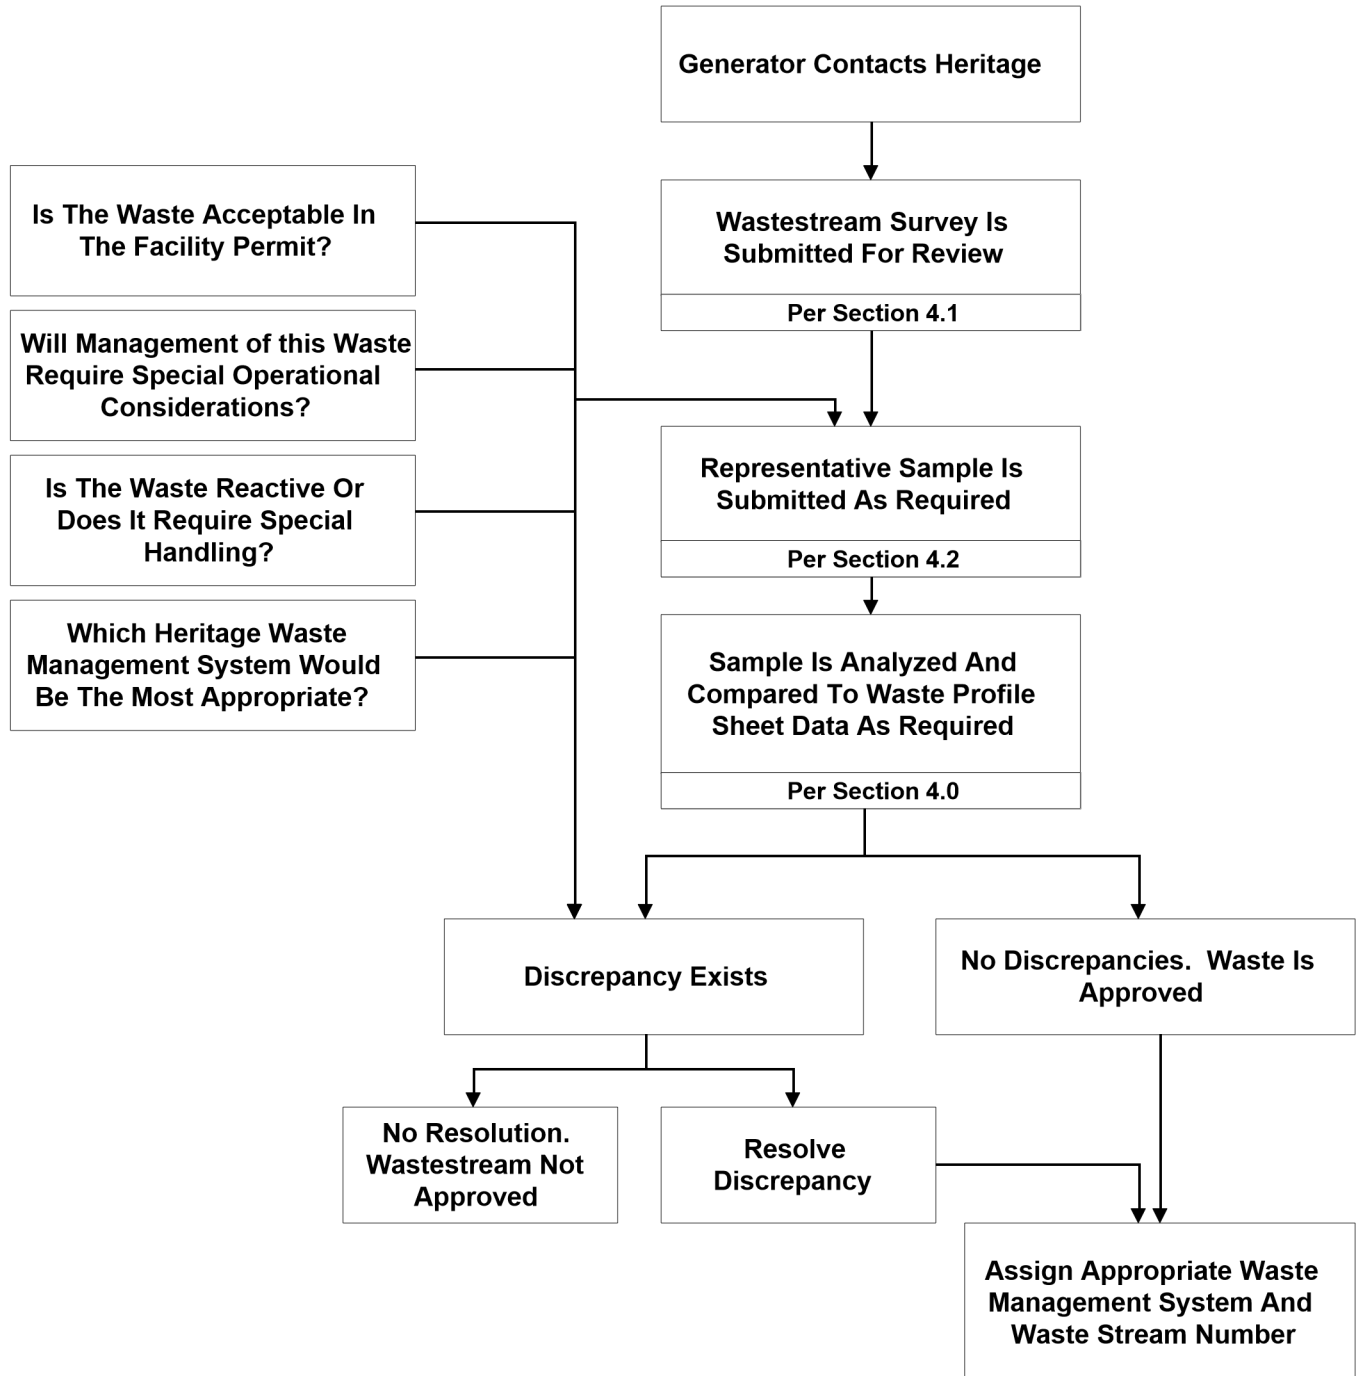 Generator Contacts Heritage
Wastestream Survey Is
Submitted For Review
Per Section 4.1
Is The Waste Acceptable In
The Facility Permit?
Will Management of this Waste
Require Special Operational
Considerations?
Is The Waste Reactive Or
Does It Require Special
Handling?
Which Heritage Waste
Management System Would
Be The Most Appropriate?
Representative Sample Is
Submitted As Required
Per Section 4.2
Sample Is Analyzed And
Compared To Waste Profile
Sheet Data As Required
Per Section 4.0
Discrepancy Exists
No Discrepancies.  Waste Is
Approved
No Resolution.
Wastestream Not
Approved
Resolve
Discrepancy
Assign Appropriate Waste
Management System And
Waste Stream Number